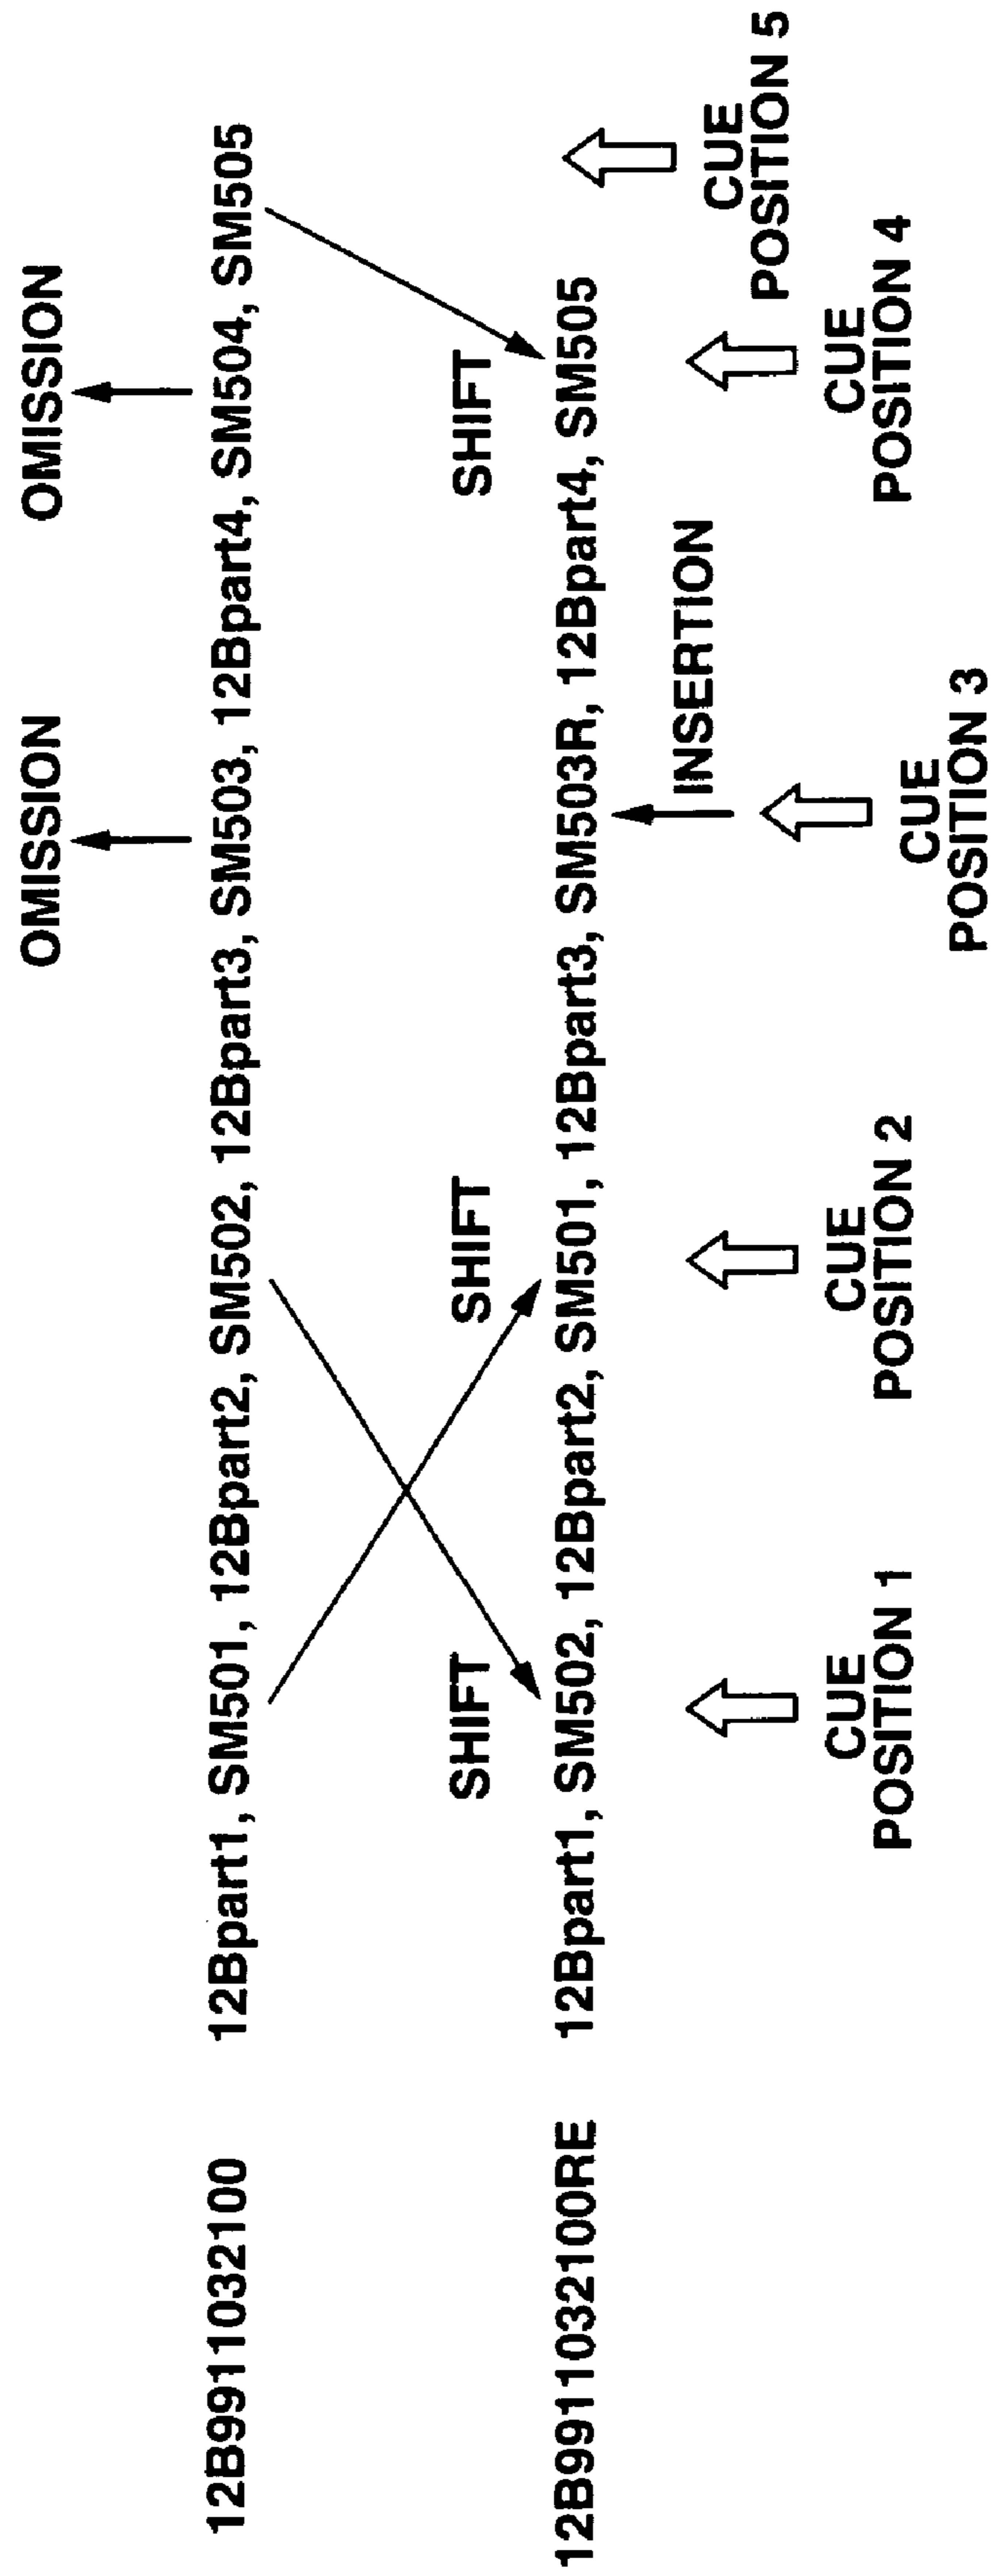 OMISSION
OMISSION
12B9911032100 12Bpart1, SM501, 12Bpart2, SM502, 12Bpart3, SM503, 12Bpart4, SM504, SM505
SHIFT
SHIFT
SHIFT
12B9911032100RE 12Bpart1, SM502, 12Bpart2, SM501, 12Bpart3, SM503R, 12Bpart4, SM505
INSERTION
CUE
POSITION 1
CUE
POSITION 2
CUE
POSITION 3
CUE
POSITION 4
CUE
POSITION 5